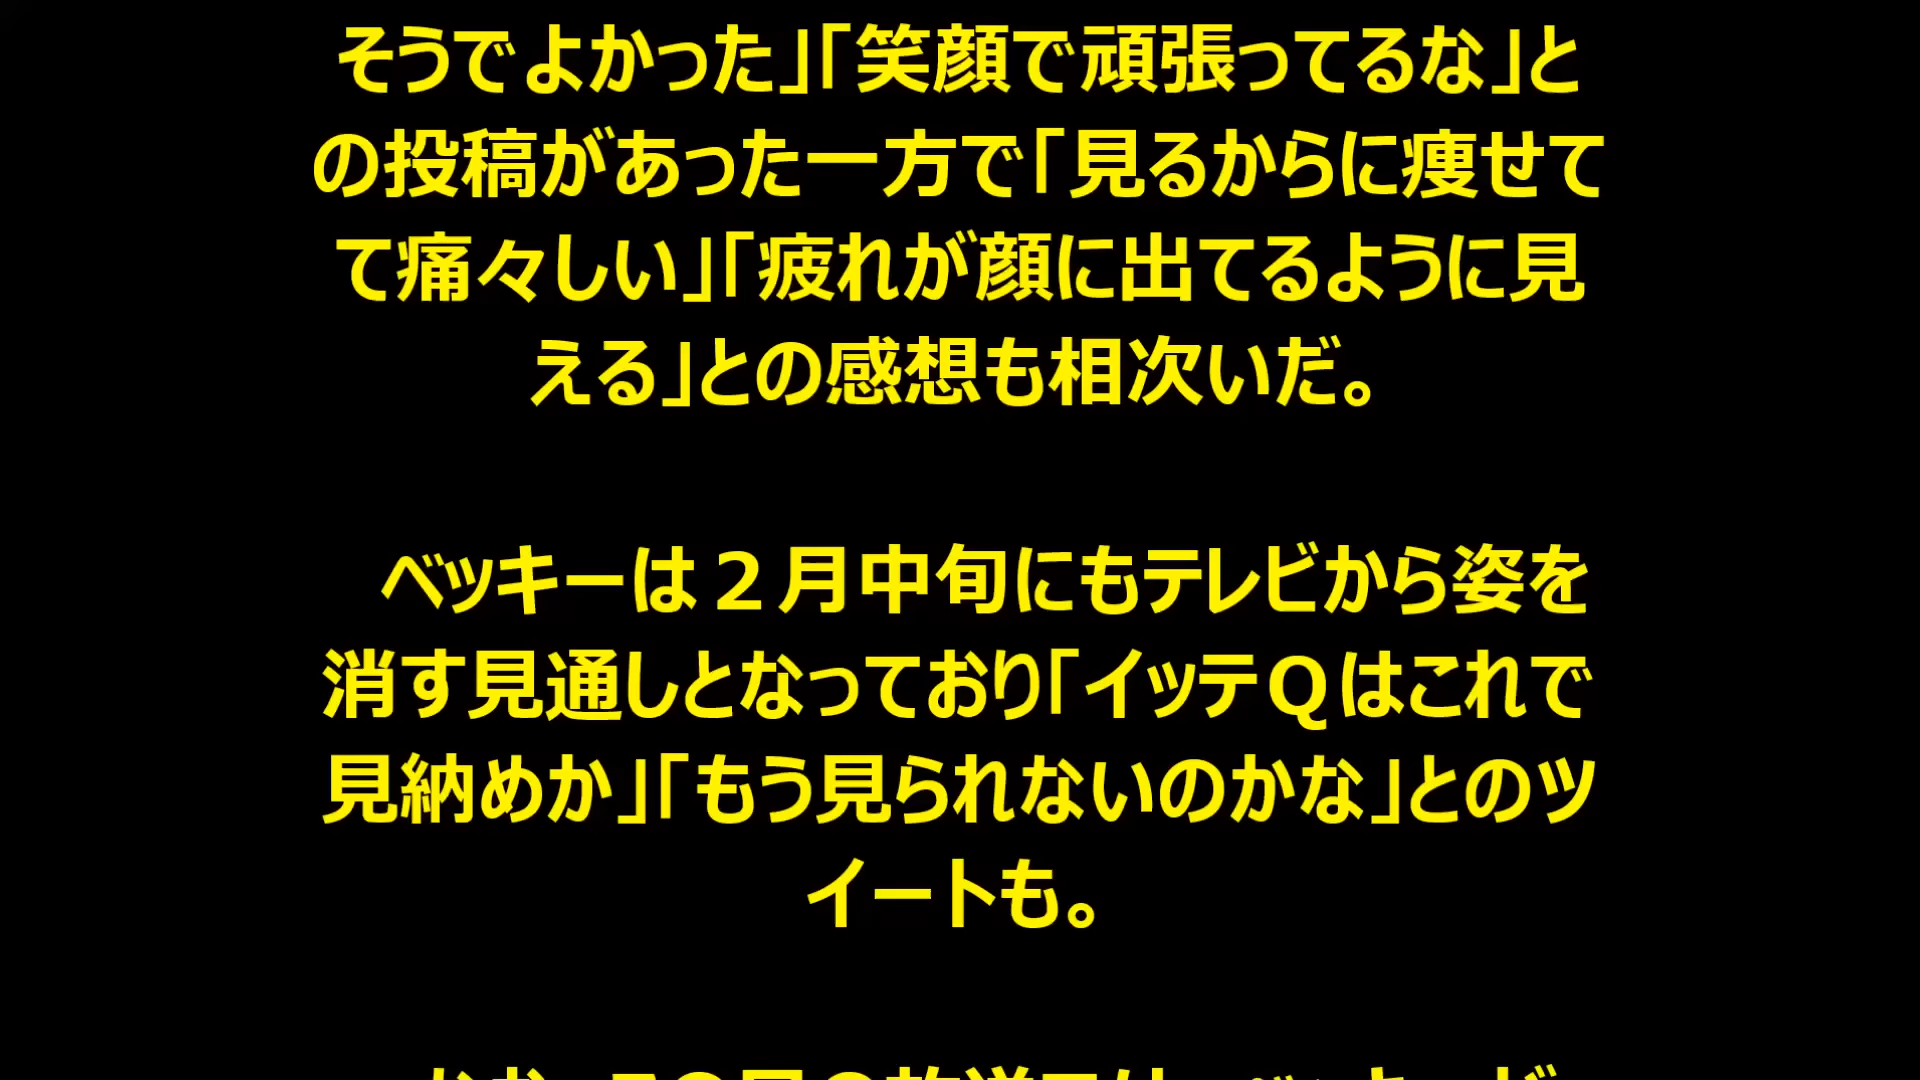 そうでよかった」「笑顔で頑張ってるな」と
の投稿があった一方で「見るからに痩せて
て痛々しい」「疲れが顔に出てるように見
える」との感想も相次いだ。
ベッキーは２月中旬にもテレビから姿を
消す見通しとなっており「イッテＱはこれで
見納めか」「もう見られないのかな」とのツ
イートも。